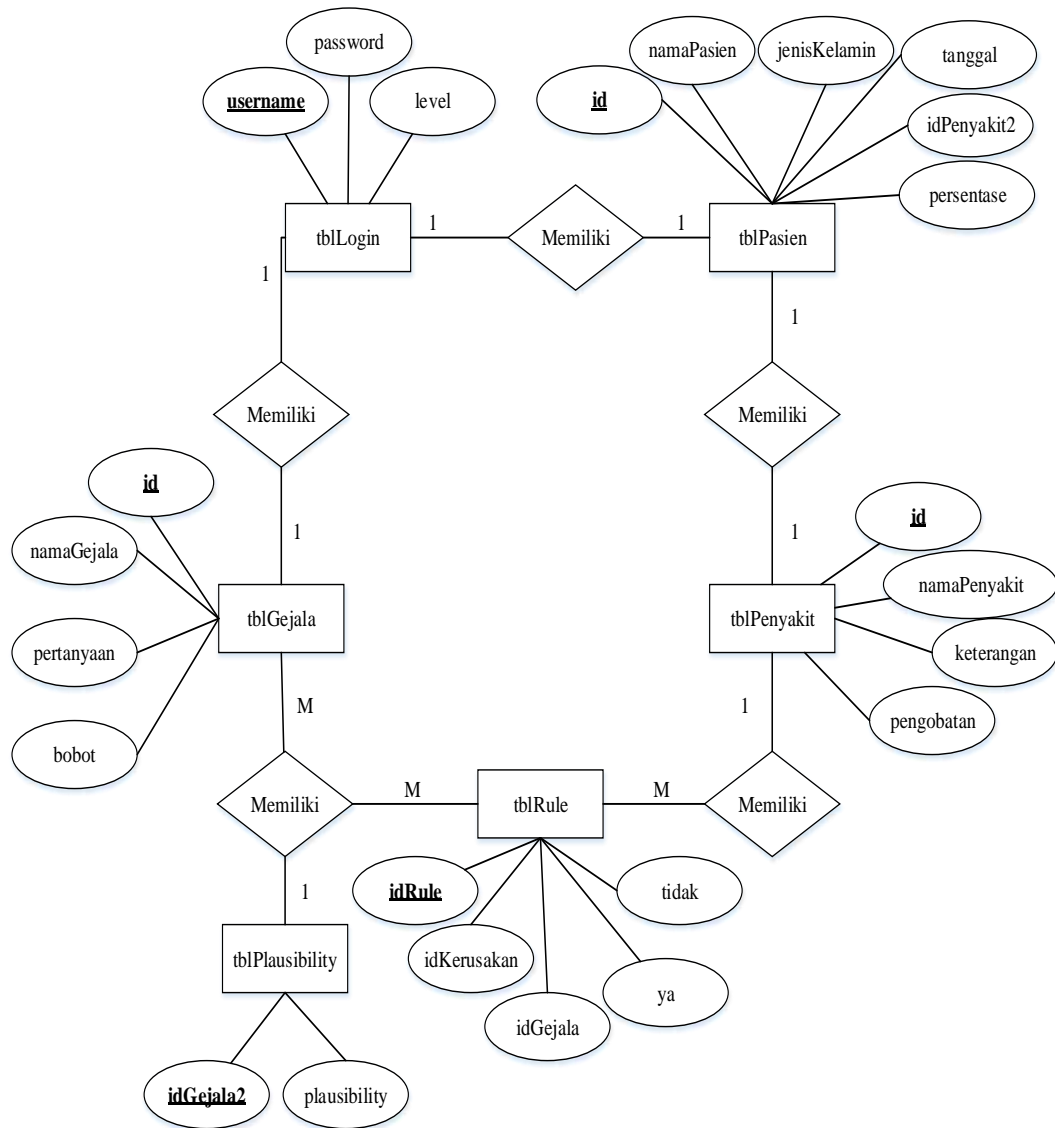 password
username
level
namaPasien
jenisKelamin
tanggal
id
idPenyakit2
persentase
tblLogin
1
Memiliki
1
tblPasien
1
1
Memiliki
Memiliki
id
namaGejala
pertanyaan
bobot
1
1
id
namaPenyakit
keterangan
pengobatan
tblGejala
tblPenyakit
M
1
Memiliki
M
tblRule
M
Memiliki
1
idRule
idKerusakan
idGejala
ya
tidak
tblPlausibility
idGejala2
plausibility